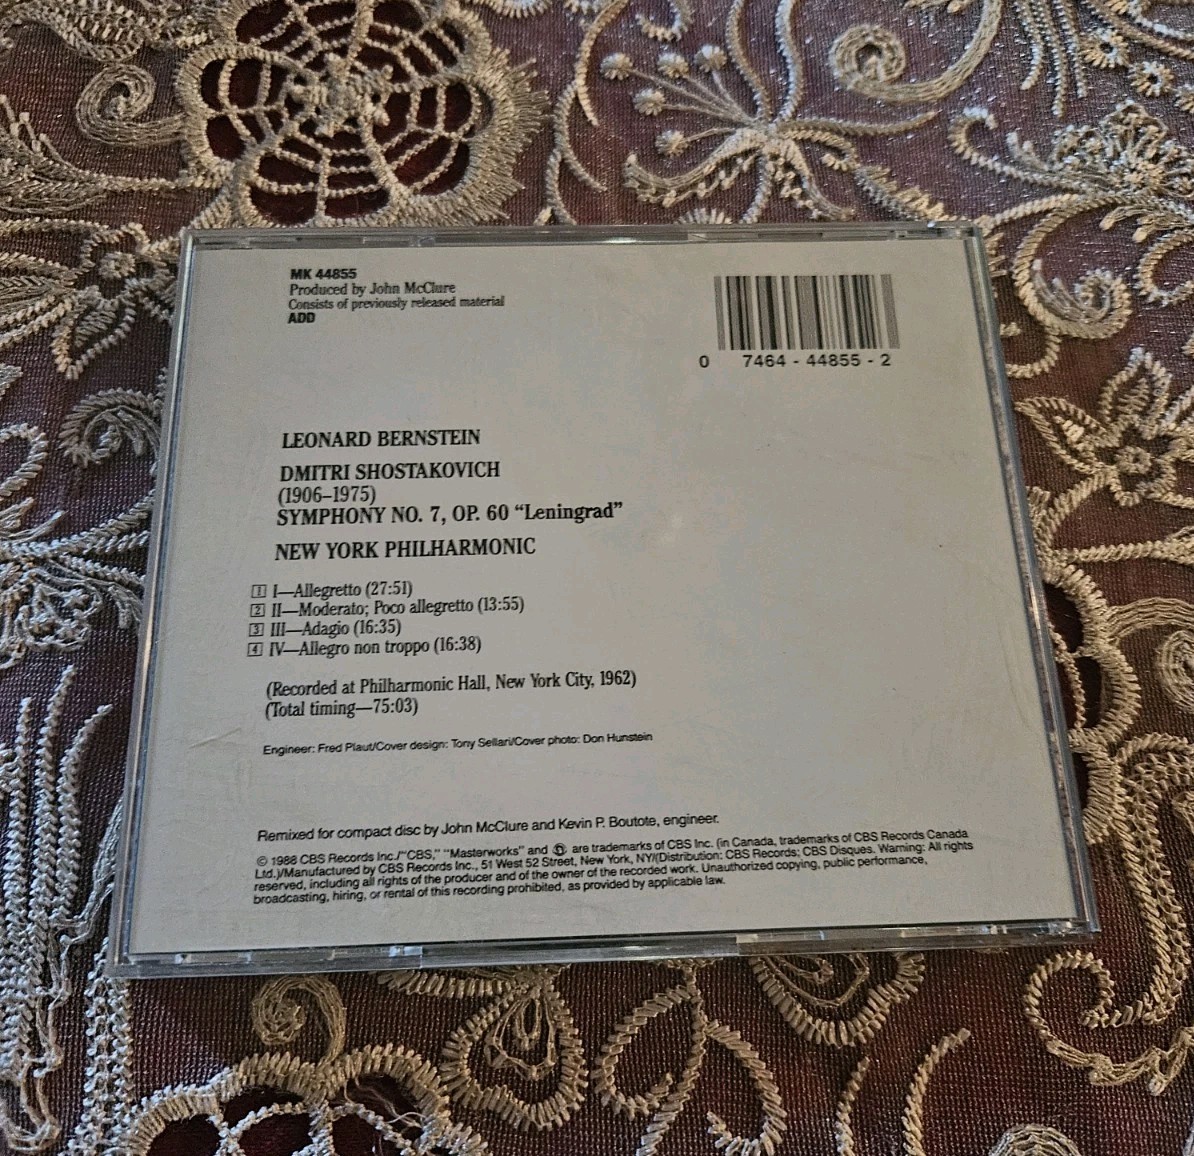 MK 44855
Produced by John McClure
Consists of previously released material
ADD
0 7464 - 44855 - 2
LEONARD BERNSTEIN
DMITRI SHOSTAKOVICH
(1906–1975)
SYMPHONY NO. 7, OP. 60 “Leningrad”
NEW YORK PHILHARMONIC
1 I—Allegretto (27:51)
2 II—Moderato; Poco allegretto (13:55)
3 III—Adagio (16:35)
4 IV—Allegro non troppo (16:38)
(Recorded at Philharmonic Hall, New York City, 1962)
(Total timing—75:03)
Engineer: Fred Plaut/Cover design: Tony Sellari/Cover photo: Don Hunstein
Remixed for compact disc by John McClure and Kevin P. Boutote, engineer.
© 1988 CBS Records Inc./“CBS,” “Masterworks” and are trademarks of CBS Inc. (in Canada, trademarks of CBS Records Canada
Ltd.)/Manufactured by CBS Records Inc., 51 West 52 Street, New York, NY/(Distribution: CBS Records; CBS Disques. Warning: All rights
reserved, including all rights of the producer and of the owner of the recorded work. Unauthorized copying, public performance,
broadcasting, hiring, or rental of this recording prohibited, as provided by applicable law.